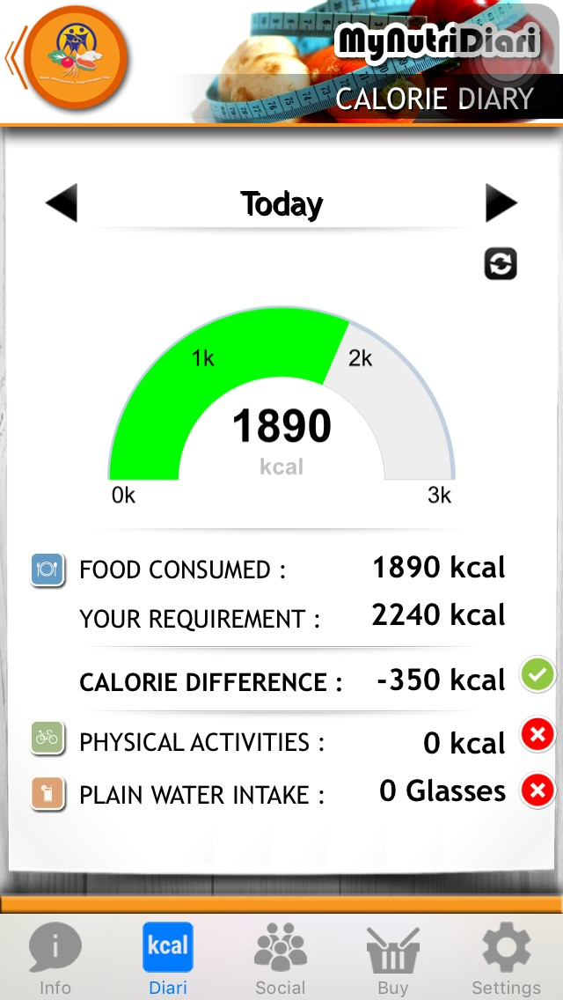 MyNutriDiari
CALORIE DIARY
Today
1k
2k
1890
kcal
0k
3k
FOOD CONSUMED : 1890 kcal
YOUR REQUIREMENT : 2240 kcal
CALORIE DIFFERENCE : -350 kcal
PHYSICAL ACTIVITIES : 0 kcal
PLAIN WATER INTAKE : 0 Glasses
kcal
Info Diari Social Buy Settings